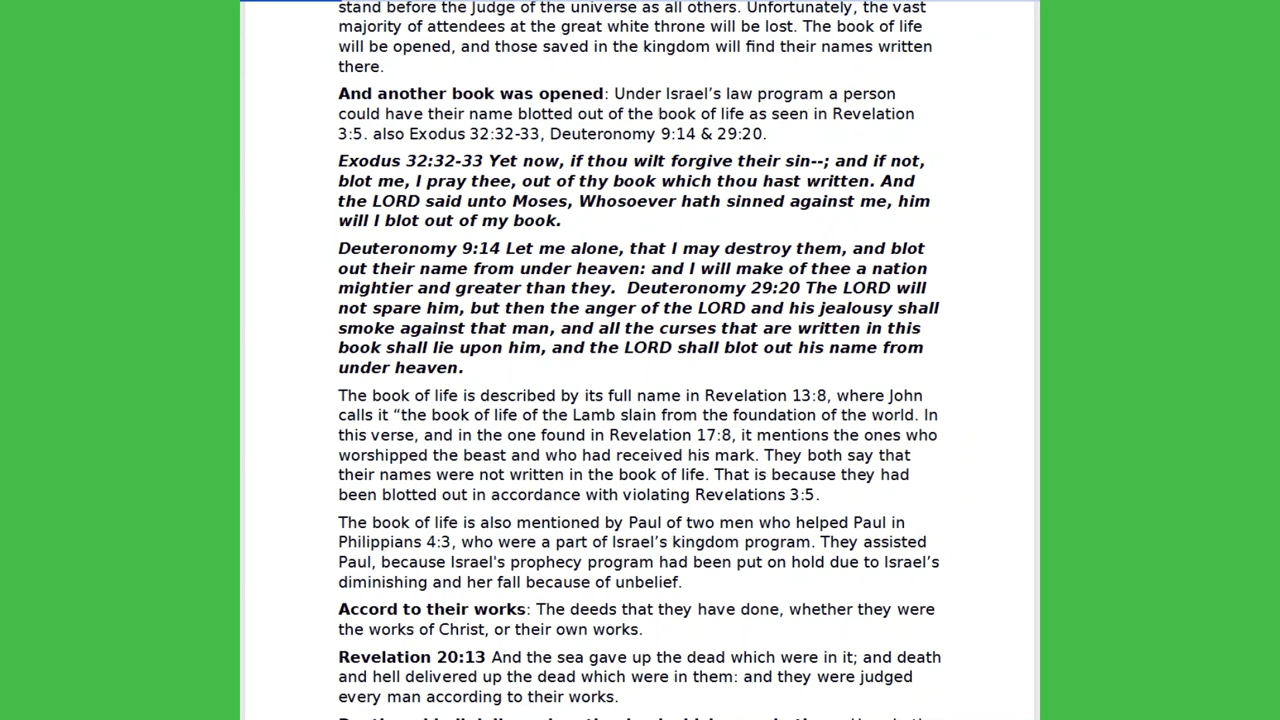 stand before the Judge of the universe as all others. Unfortunately, the vast
majority of attendees at the great white throne will be lost. The book of life
will be opened, and those saved in the kingdom will find their names written
there.
And another book was opened: Under Israel’s law program a person
could have their name blotted out of the book of life as seen in Revelation
3:5. also Exodus 32:32-33, Deuteronomy 9:14 & 29:20.
Exodus 32:32-33 Yet now, if thou wilt forgive their sin--; and if not,
blot me, I pray thee, out of thy book which thou hast written. And
the LORD said unto Moses, Whosoever hath sinned against me, him
will I blot out of my book.
Deuteronomy 9:14 Let me alone, that I may destroy them, and blot
out their name from under heaven: and I will make of thee a nation
mightier and greater than they.  Deuteronomy 29:20 The LORD will
not spare him, but then the anger of the LORD and his jealousy shall
smoke against that man, and all the curses that are written in this
book shall lie upon him, and the LORD shall blot out his name from
under heaven.
The book of life is described by its full name in Revelation 13:8, where John
calls it “the book of life of the Lamb slain from the foundation of the world. In
this verse, and in the one found in Revelation 17:8, it mentions the ones who
worshipped the beast and who had received his mark. They both say that
their names were not written in the book of life. That is because they had
been blotted out in accordance with violating Revelations 3:5.
The book of life is also mentioned by Paul of two men who helped Paul in
Philippians 4:3, who were a part of Israel’s kingdom program. They assisted
Paul, because Israel's prophecy program had been put on hold due to Israel’s
diminishing and her fall because of unbelief.
Accord to their works: The deeds that they have done, whether they were
the works of Christ, or their own works.
Revelation 20:13 And the sea gave up the dead which were in it; and death
and hell delivered up the dead which were in them: and they were judged
every man according to their works.